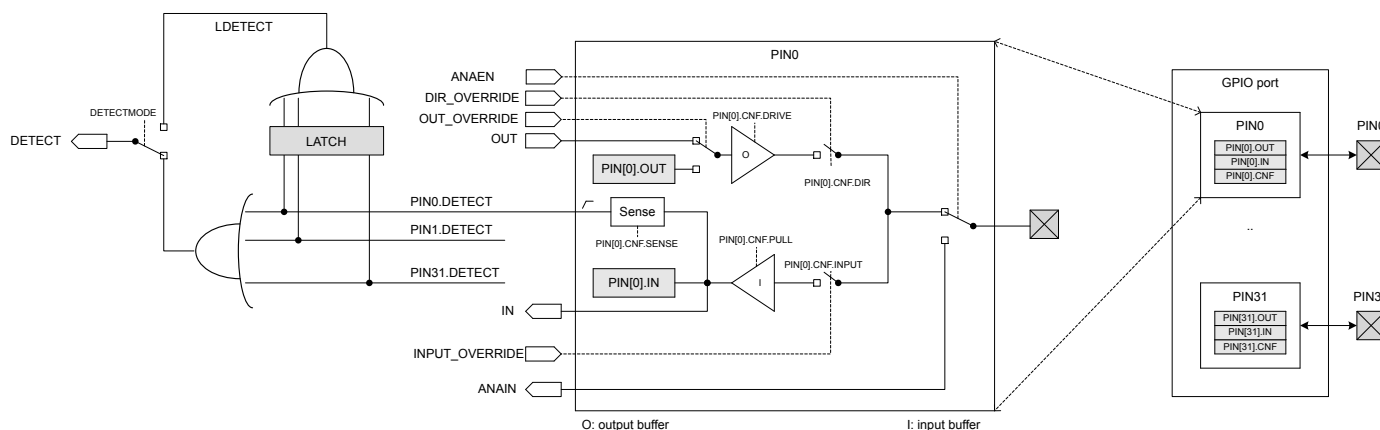 LDETECT
DETECTMODE
DETECT
LATCH
PIN0.DETECT
PIN1.DETECT
PIN31.DETECT
PIN0
ANAEN
DIR_OVERRIDE
OUT_OVERRIDE
OUT
PIN[0].CNF.DRIVE
O
PIN[0].OUT
PIN[0].CNF.DIR
Sense
PIN[0].CNF.SENSE
PIN[0].CNF.PULL
PIN[0].CNF.INPUT
PIN[0].IN
I
IN
INPUT_OVERRIDE
ANAIN
O: output buffer
I: input buffer
GPIO port
PIN0
PIN[0].OUT
PIN[0].IN
PIN[0].CNF
..
PIN31
PIN[31].OUT
PIN[31].IN
PIN[31].CNF